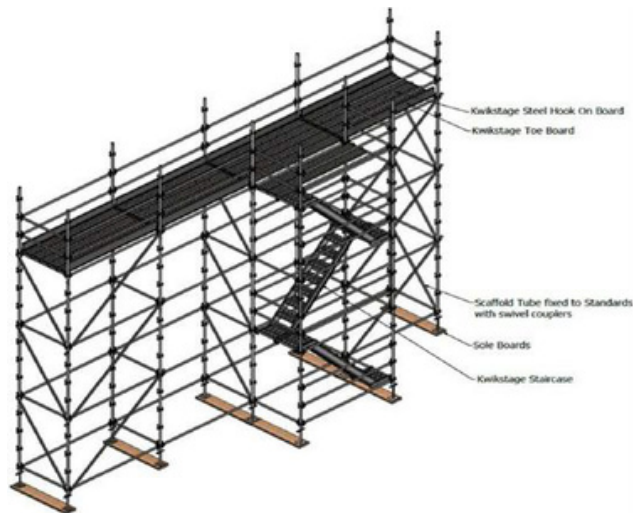 Kwikstage Steel Hook On Board
Kwikstage Toe Board
Scaffold Tube fixed to Standards
with swivel couplers
Sole Boards
Kwikstage Staircase